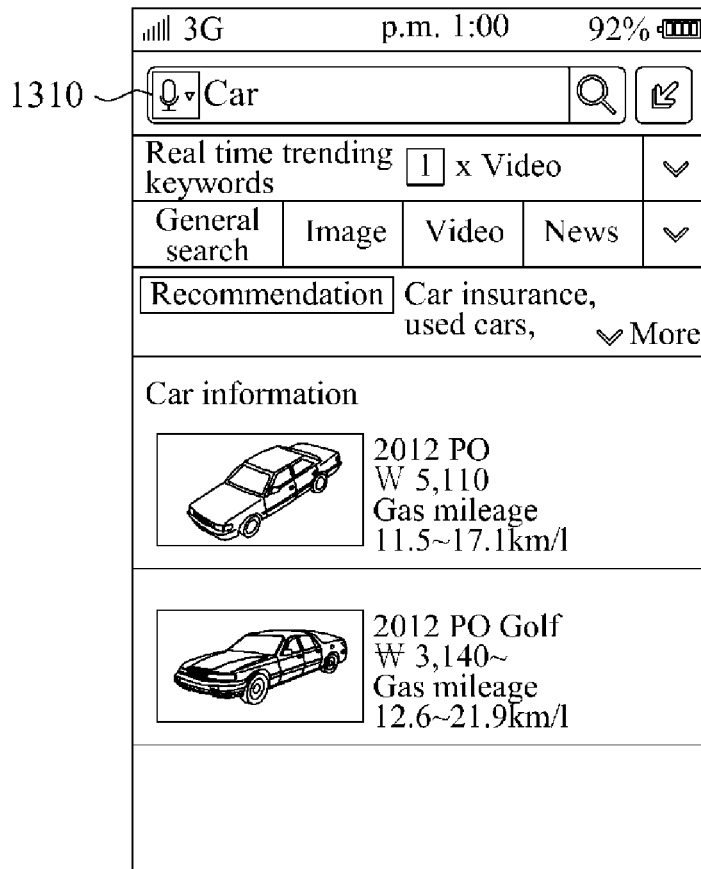 3G p.m. 1:00 92%
1310 Car
Real time trending
keywords 1 x Video
General
search Image Video News
Recommendation Car insurance,
used cars, More
Car information
2012 PO
₩ 5,110
Gas mileage
11.5~17.1km/l
2012 PO Golf
₩ 3,140~
Gas mileage
12.6~21.9km/l